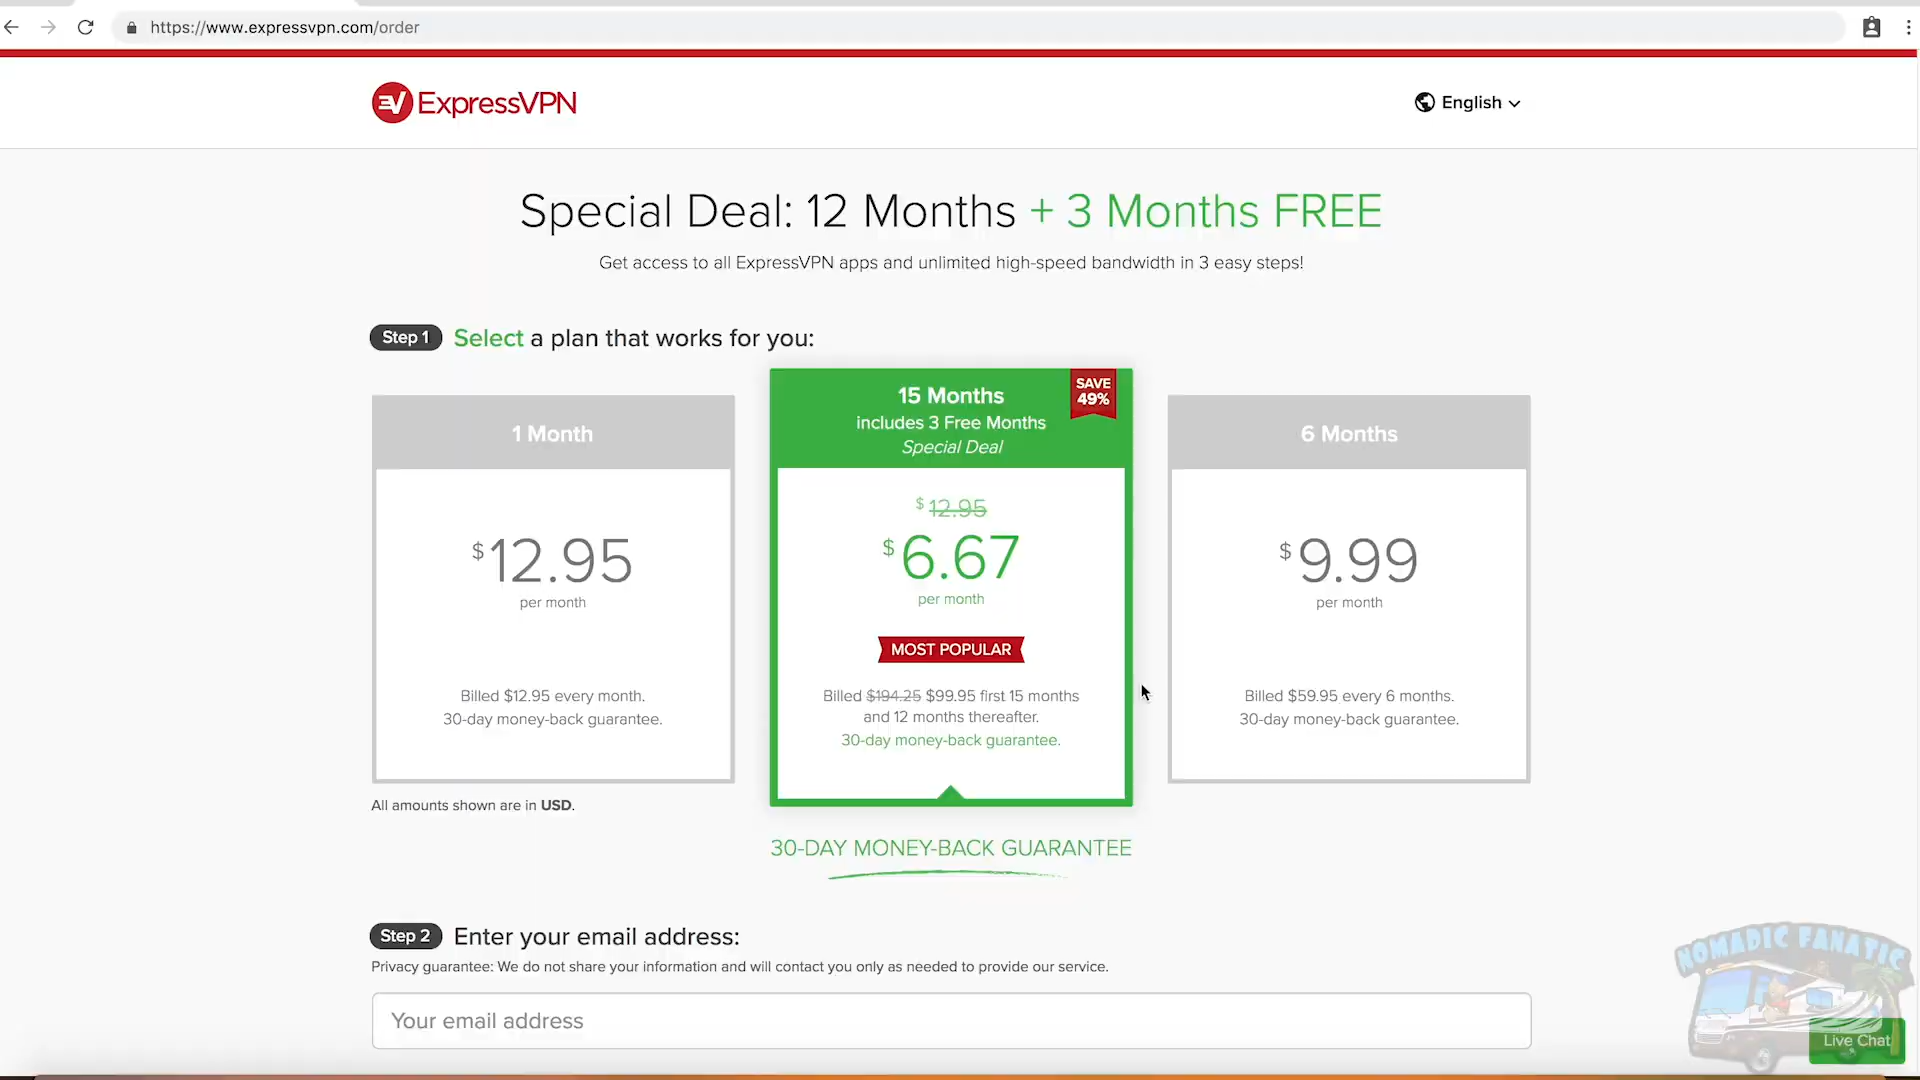 https://www.expressvpn.com/order
ExpressVPN
English
Special Deal: 12 Months + 3 Months FREE
Get access to all ExpressVPN apps and unlimited high-speed bandwidth in 3 easy steps!
Step 1 Select a plan that works for you:
1 Month
$12.95
per month
Billed $12.95 every month.
30-day money-back guarantee.
15 Months
includes 3 Free Months
Special Deal
SAVE
49%
$12.95
$6.67
per month
MOST POPULAR
Billed $194.25 $99.95 first 15 months
and 12 months thereafter.
30-day money-back guarantee.
6 Months
$9.99
per month
Billed $59.95 every 6 months.
30-day money-back guarantee.
All amounts shown are in USD.
30-DAY MONEY-BACK GUARANTEE
Step 2 Enter your email address:
Privacy guarantee: We do not share your information and will contact you only as needed to provide our service.
Your email address
NOMADIC FANATIC
Live Chat